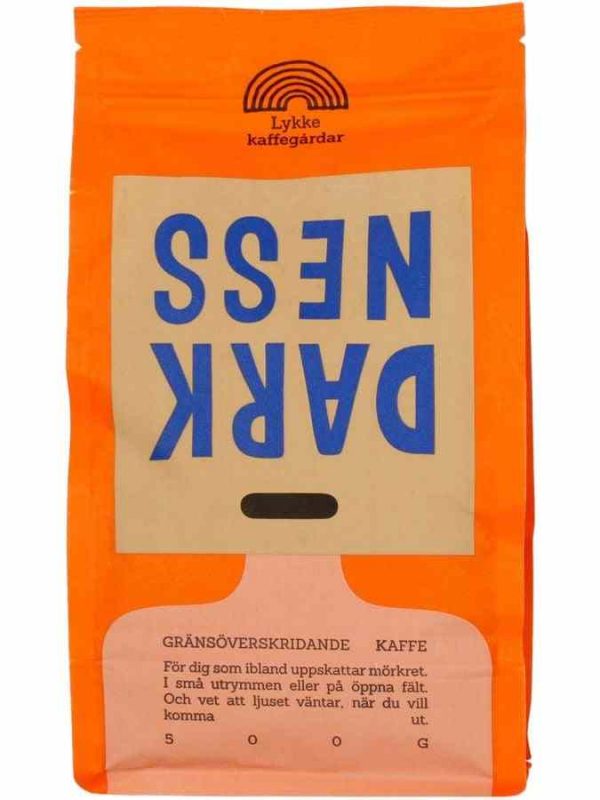 Lykke
kaffegårdar
DARK
NESS
GRÄNSÖVERSKRIDANDE KAFFE
För dig som ibland uppskattar mörkret.
I små utrymmen eller på öppna fält.
Och vet att ljuset väntar, når du vill
komma ut.
5 0 0 G